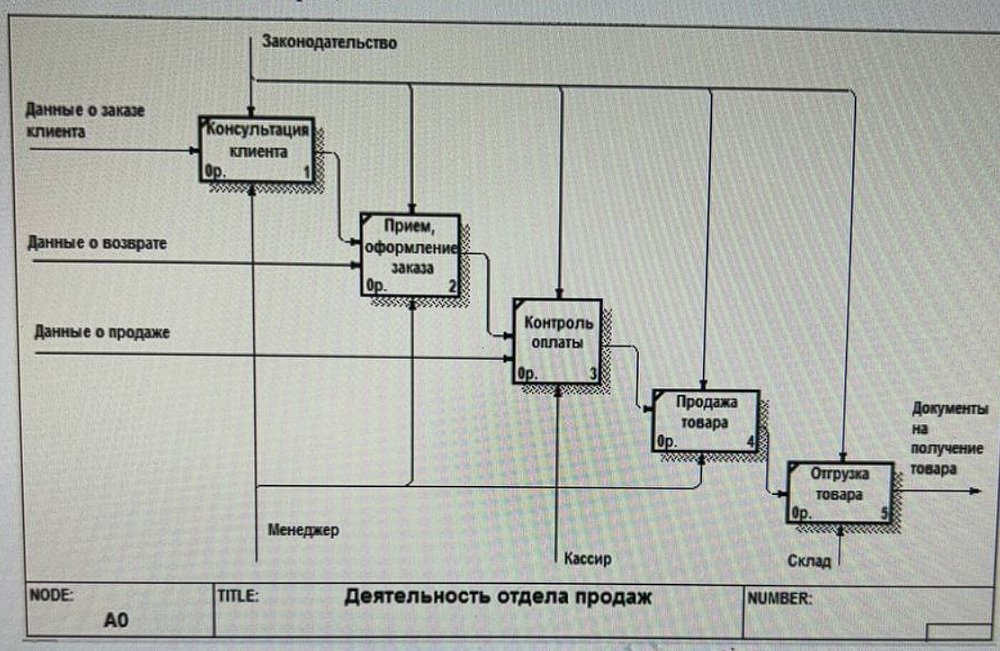 Законодательство
Данные о заказе
клиента
Консультация
клиента
0р. 1
Данные о возврате
Прием,
оформление
заказа
0р. 2
Данные о продаже
Контроль
оплаты
0р. 3
Продажа
товара
0р. 4
Документы
на
получение
товара
Отгрузка
товара
0р. 5
Менеджер
Кассир
Склад
NODE:
A0
TITLE:
Деятельность отдела продаж
NUMBER: